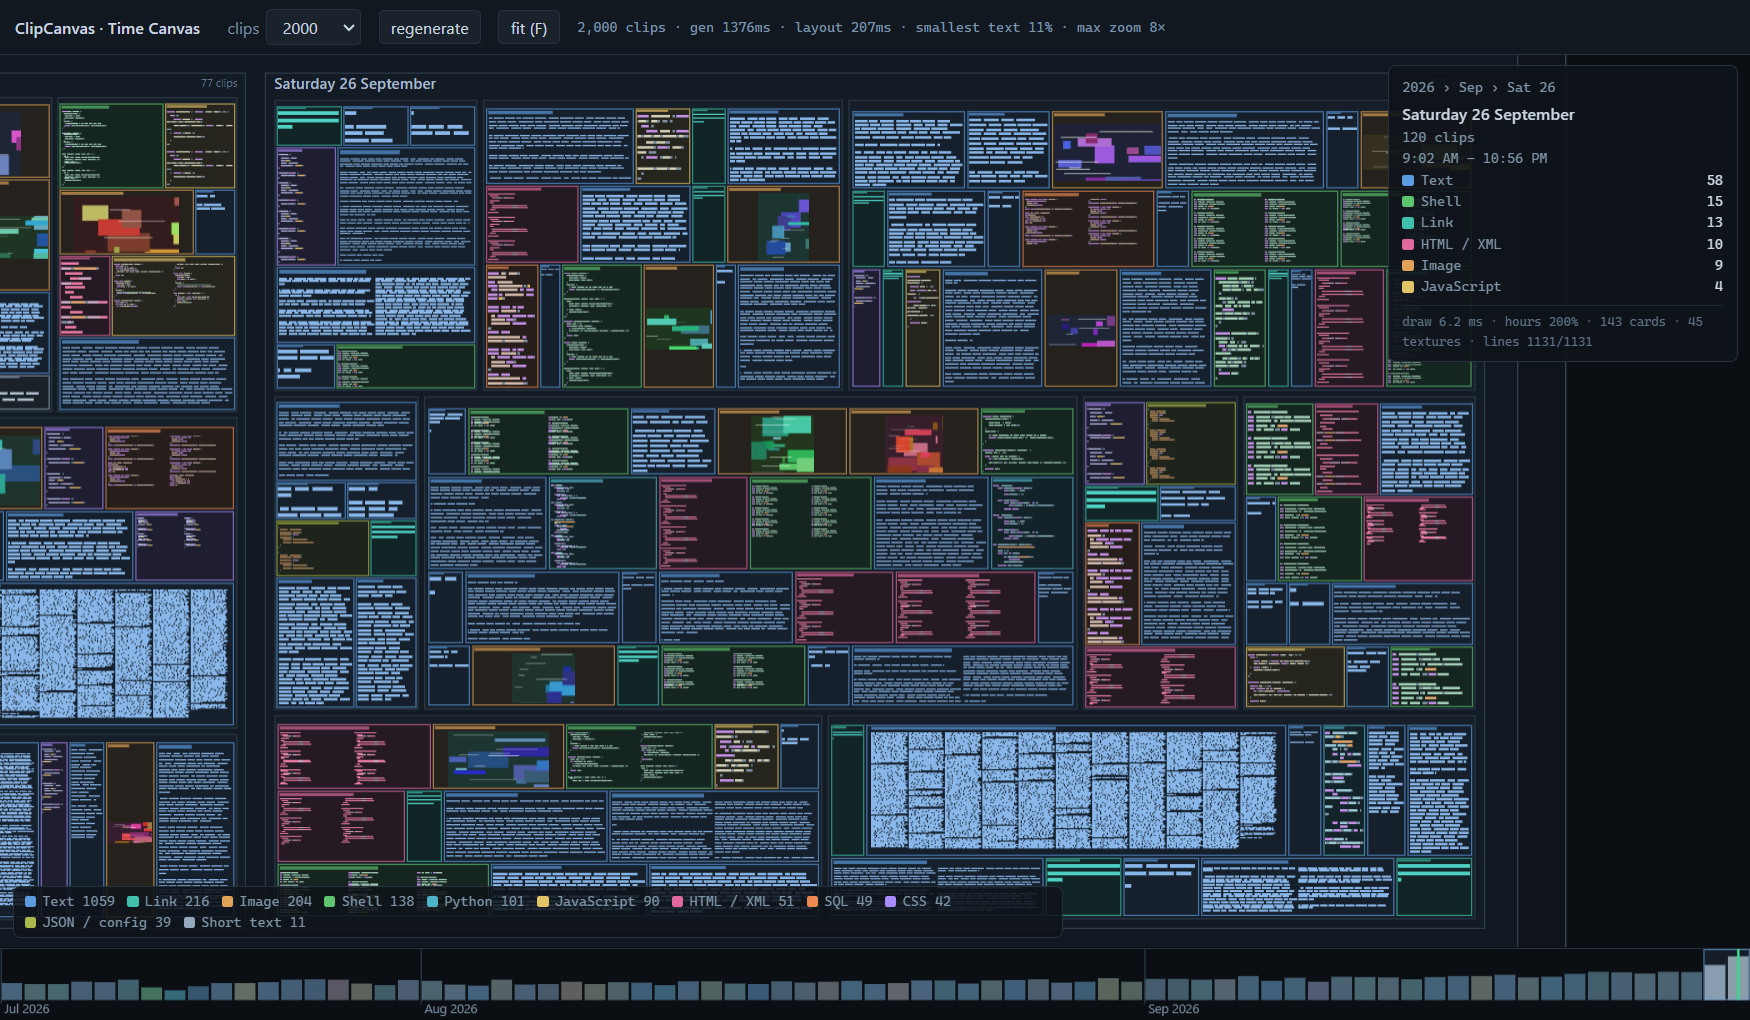 ClipCanvas · Time Canvas clips 2000 regenerate fit (F) 2,000 clips · gen 1376ms · layout 207ms · smallest text 11% · max zoom 8×
77 clips
Saturday 26 September
2026 › Sep › Sat 26
Saturday 26 September
120 clips
9:02 AM – 10:56 PM
Text 58
Shell 15
Link 13
HTML / XML 10
Image 9
JavaScript 4
draw 6.2 ms · hours 200% · 143 cards · 45
textures · lines 1131/1131
Text 1059 Link 216 Image 204 Shell 138 Python 101 JavaScript 90 HTML / XML 51 SQL 49 CSS 42
JSON / config 39 Short text 11
Jul 2026 Aug 2026 Sep 2026